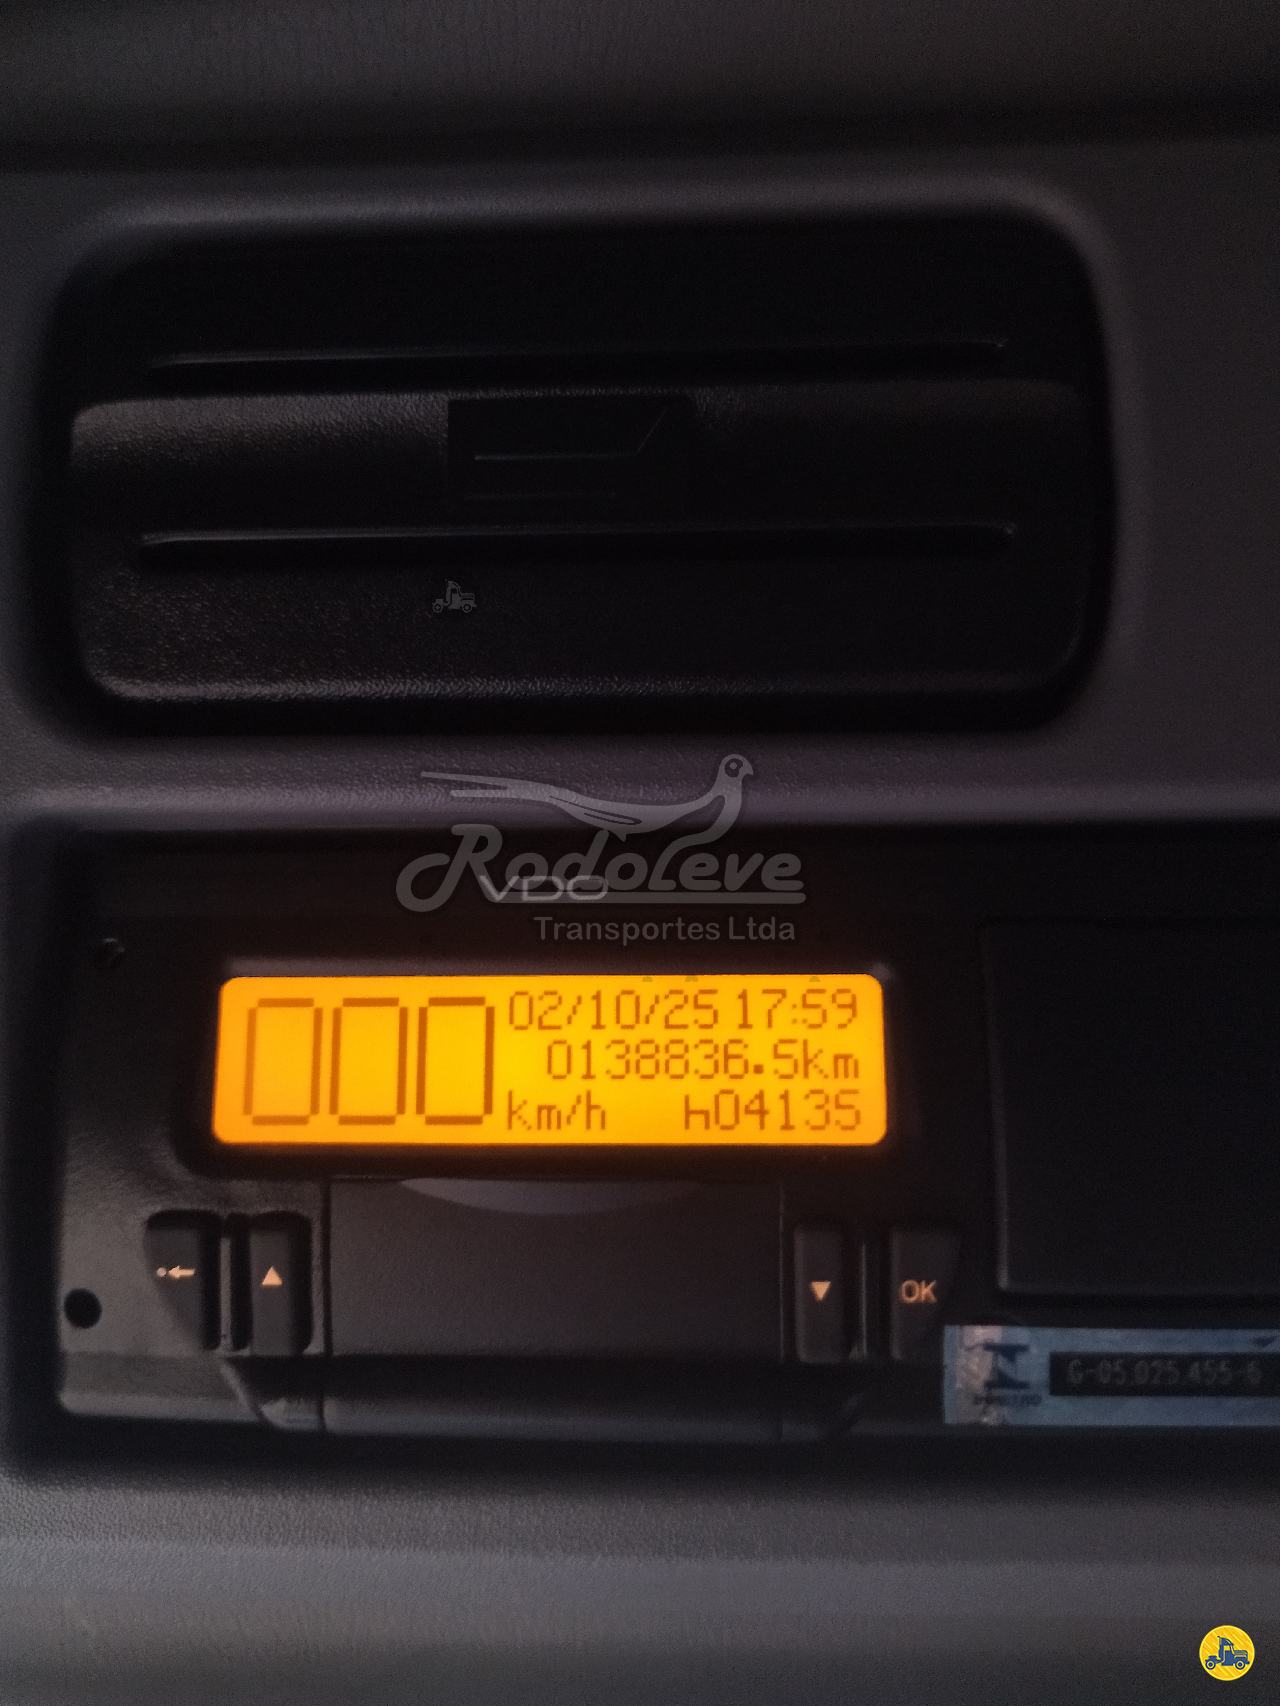 RodoLeve
VDO
Transportes Ltda
000
02/10/25 17:59
0138836.5km
km/h h04135
OK
INMETRO
G-05.025.455-6